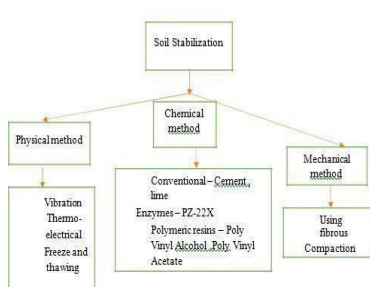 Soil Stabilization
Physical method
Chemical
method
Mechanical
method
Vibration
Thermo-
electrical
Freeze and
thawing
Conventional – Cement,
lime
Enzymes – PZ-22X
Polymeric resins – Poly
Vinyl Alcohol, Poly Vinyl
Acetate
Using
fibrous
Compaction